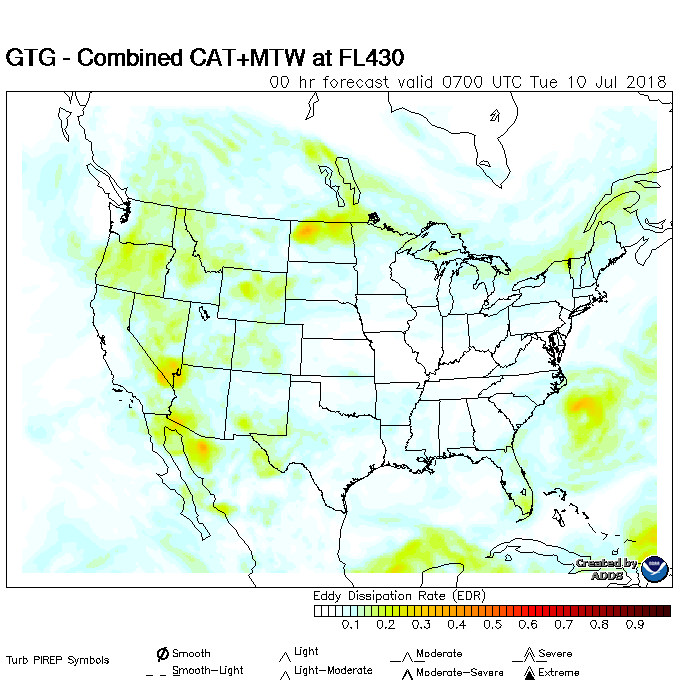 GTG - Combined CAT+MTW at FL430
00 hr forecast valid 0700 UTC Tue 10 Jul 2018
Created by
ADDS
Eddy Dissipation Rate (EDR)
0.1 0.2 0.3 0.4 0.5 0.6 0.7 0.8 0.9
Turb PIREP Symbols
Smooth Light Moderate Severe
Smooth-Light Light-Moderate Moderate-Severe Extreme